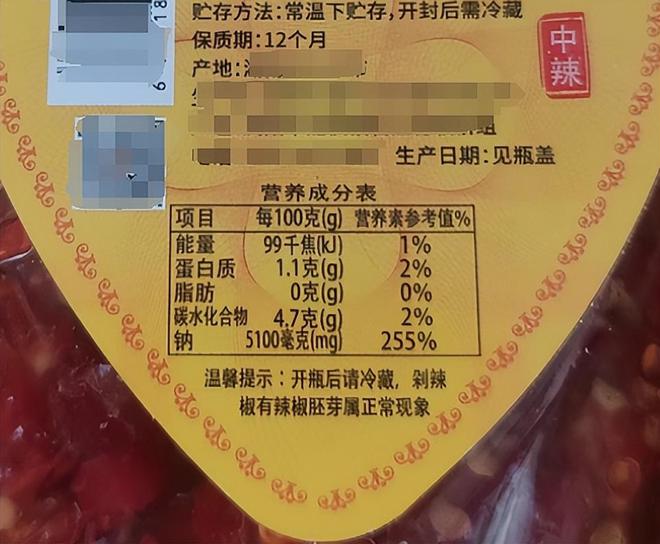 贮存方法:常温下贮存,开封后需冷藏
保质期:12个月
产地:
中辣
生产日期:见瓶盖
营养成分表
项目 每100克(g) 营养素参考值%
能量 99千焦(kJ) 1%
蛋白质 1.1克(g) 2%
脂肪 0克(g) 0%
碳水化合物 4.7克(g) 2%
钠 5100毫克(mg) 255%
温馨提示:开瓶后请冷藏,剁辣
椒有辣椒胚芽属正常现象